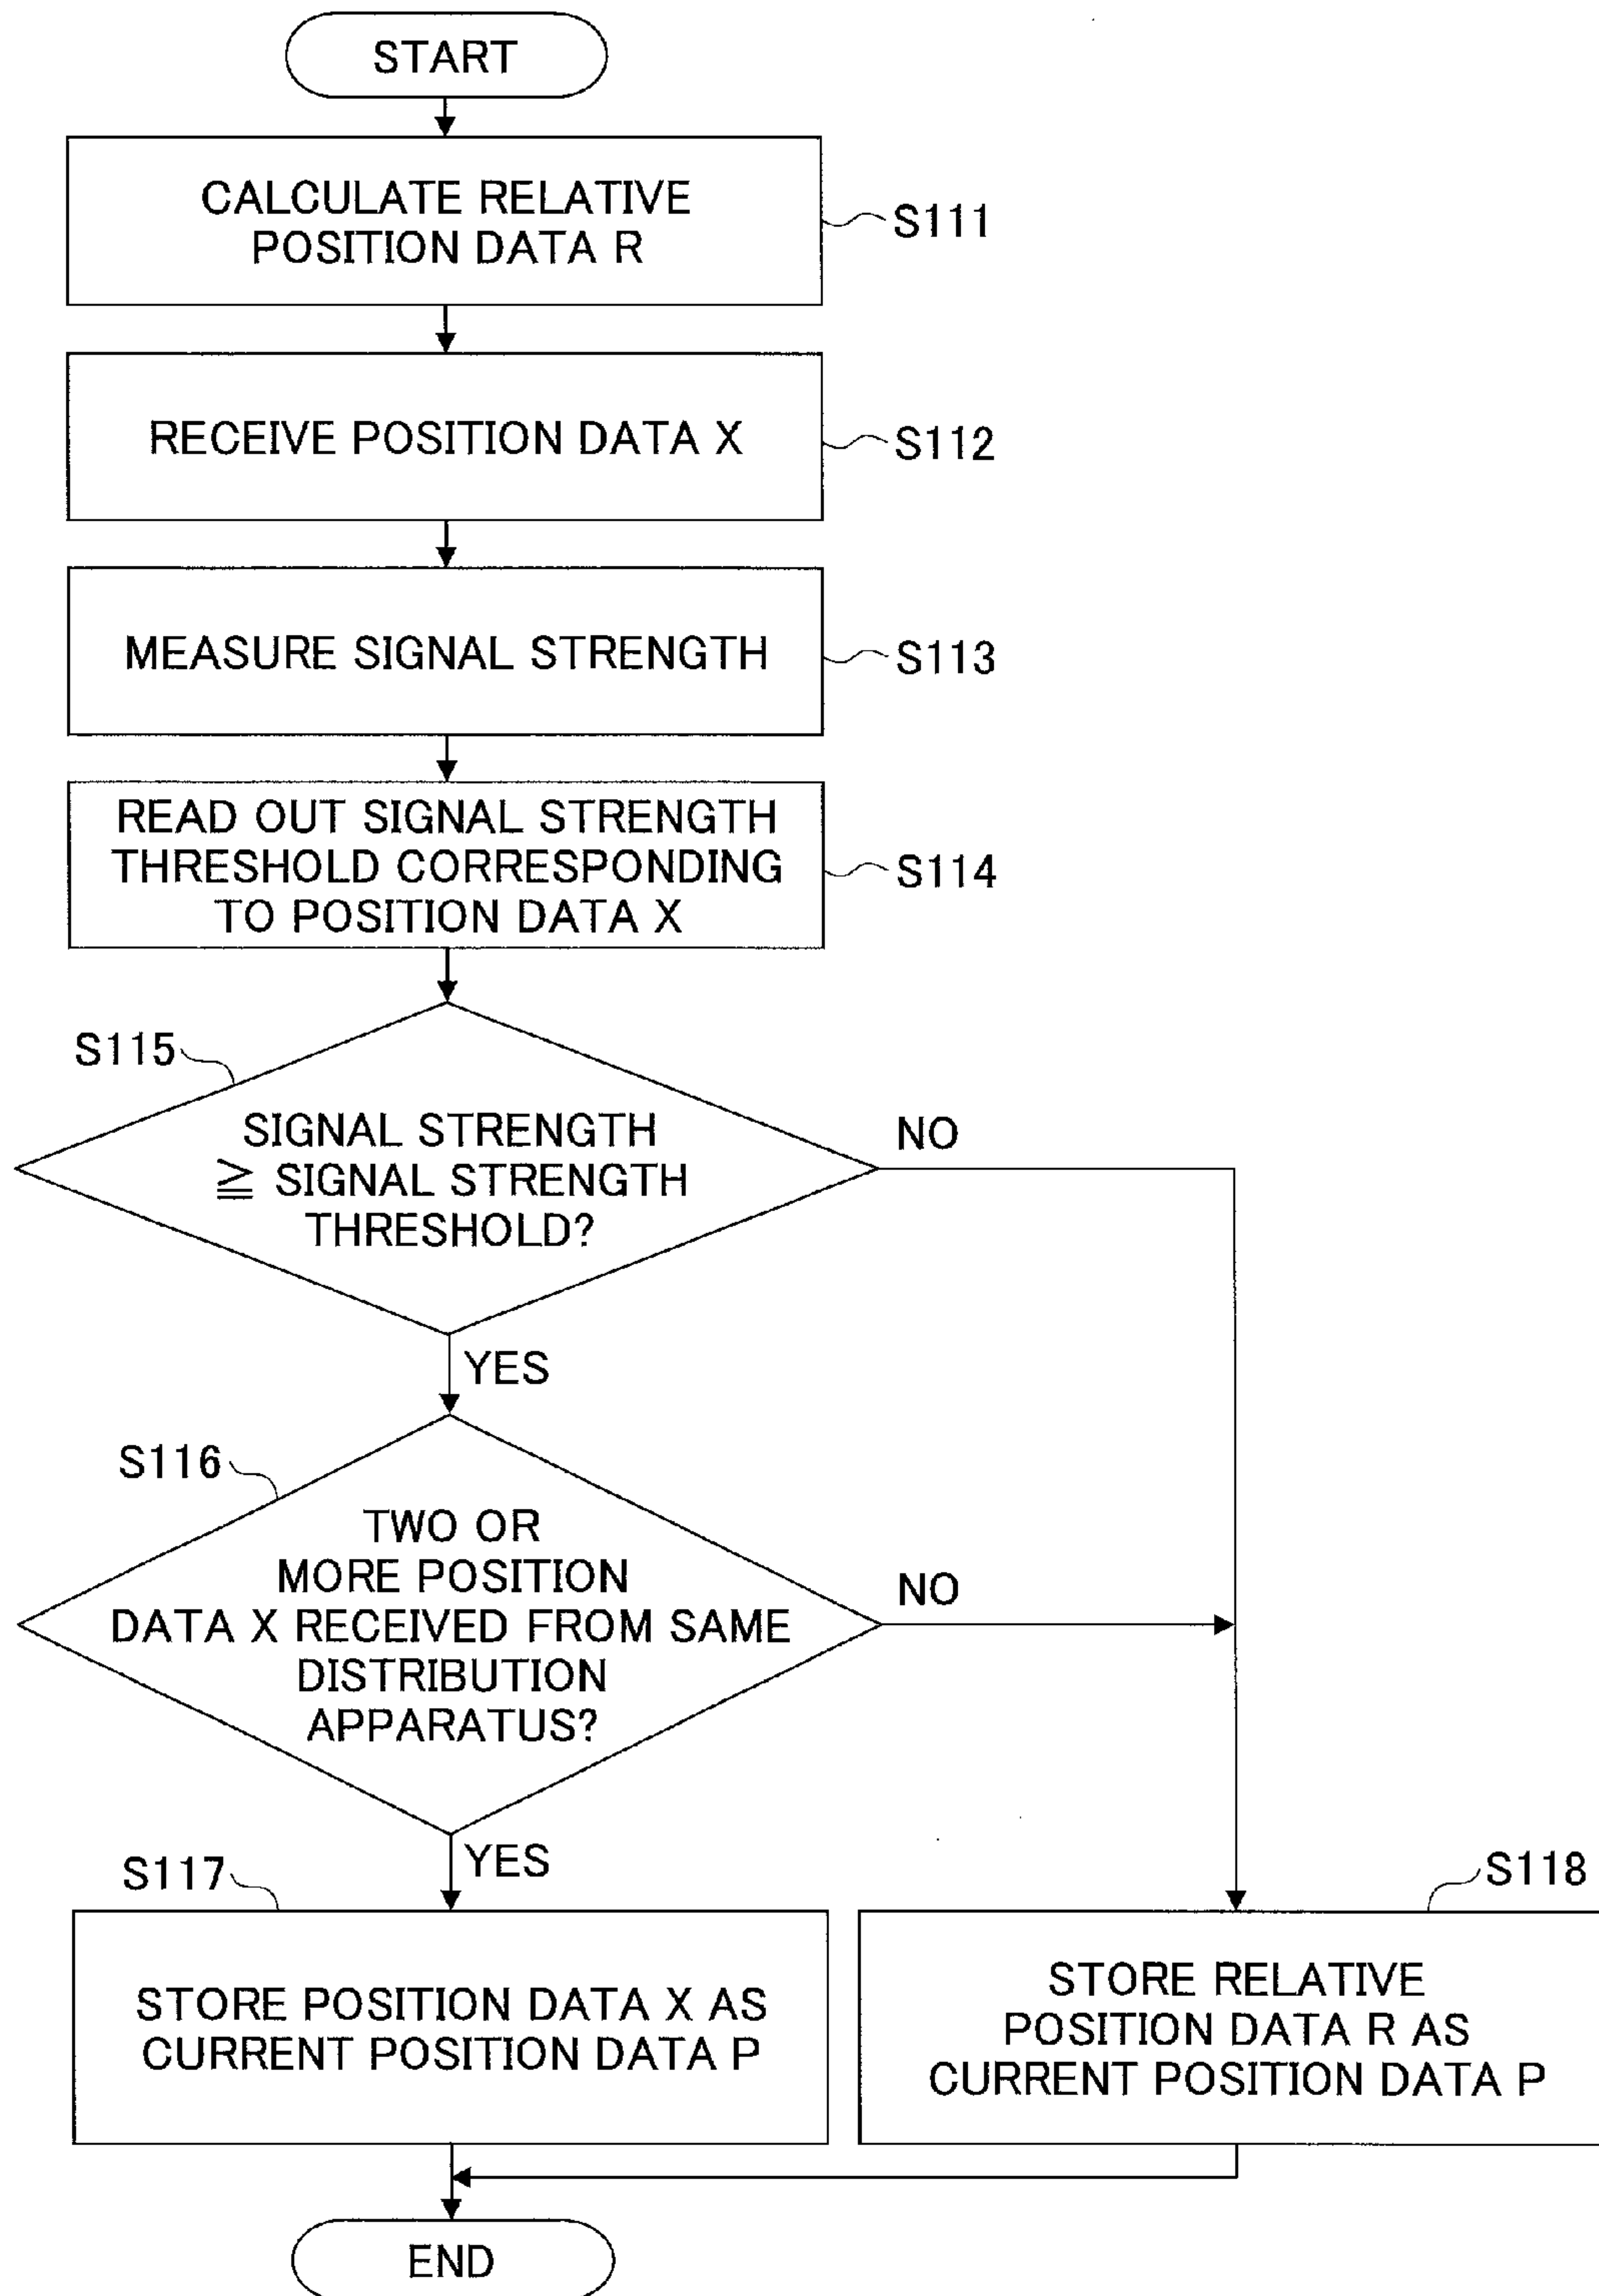 START
CALCULATE RELATIVE
POSITION DATA R
S111
RECEIVE POSITION DATA X
S112
MEASURE SIGNAL STRENGTH
S113
READ OUT SIGNAL STRENGTH
THRESHOLD CORRESPONDING
TO POSITION DATA X
S114
S115
SIGNAL STRENGTH
≧ SIGNAL STRENGTH
THRESHOLD?
NO
YES
S116
TWO OR
MORE POSITION
DATA X RECEIVED FROM SAME
DISTRIBUTION
APPARATUS?
NO
YES
S117
STORE POSITION DATA X AS
CURRENT POSITION DATA P
S118
STORE RELATIVE
POSITION DATA R AS
CURRENT POSITION DATA P
END